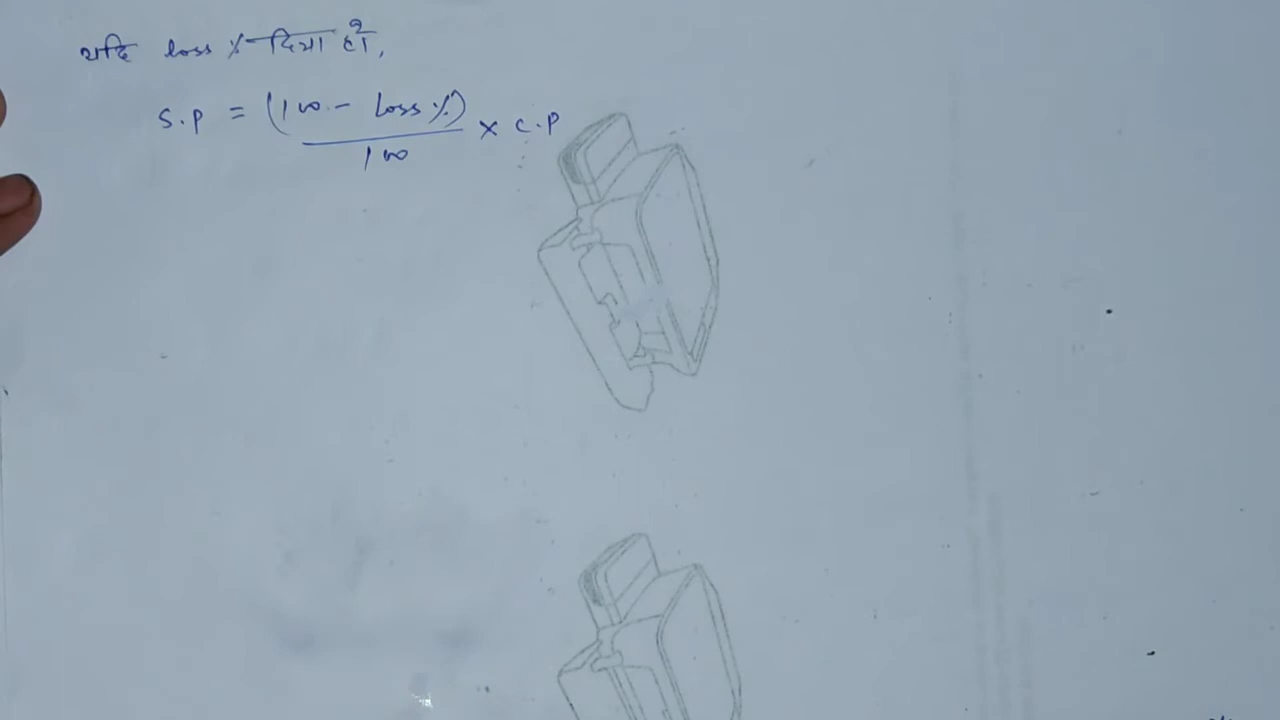 यदि loss % दिया हो,
S.P = (100 - Loss %) / 100 × C.P